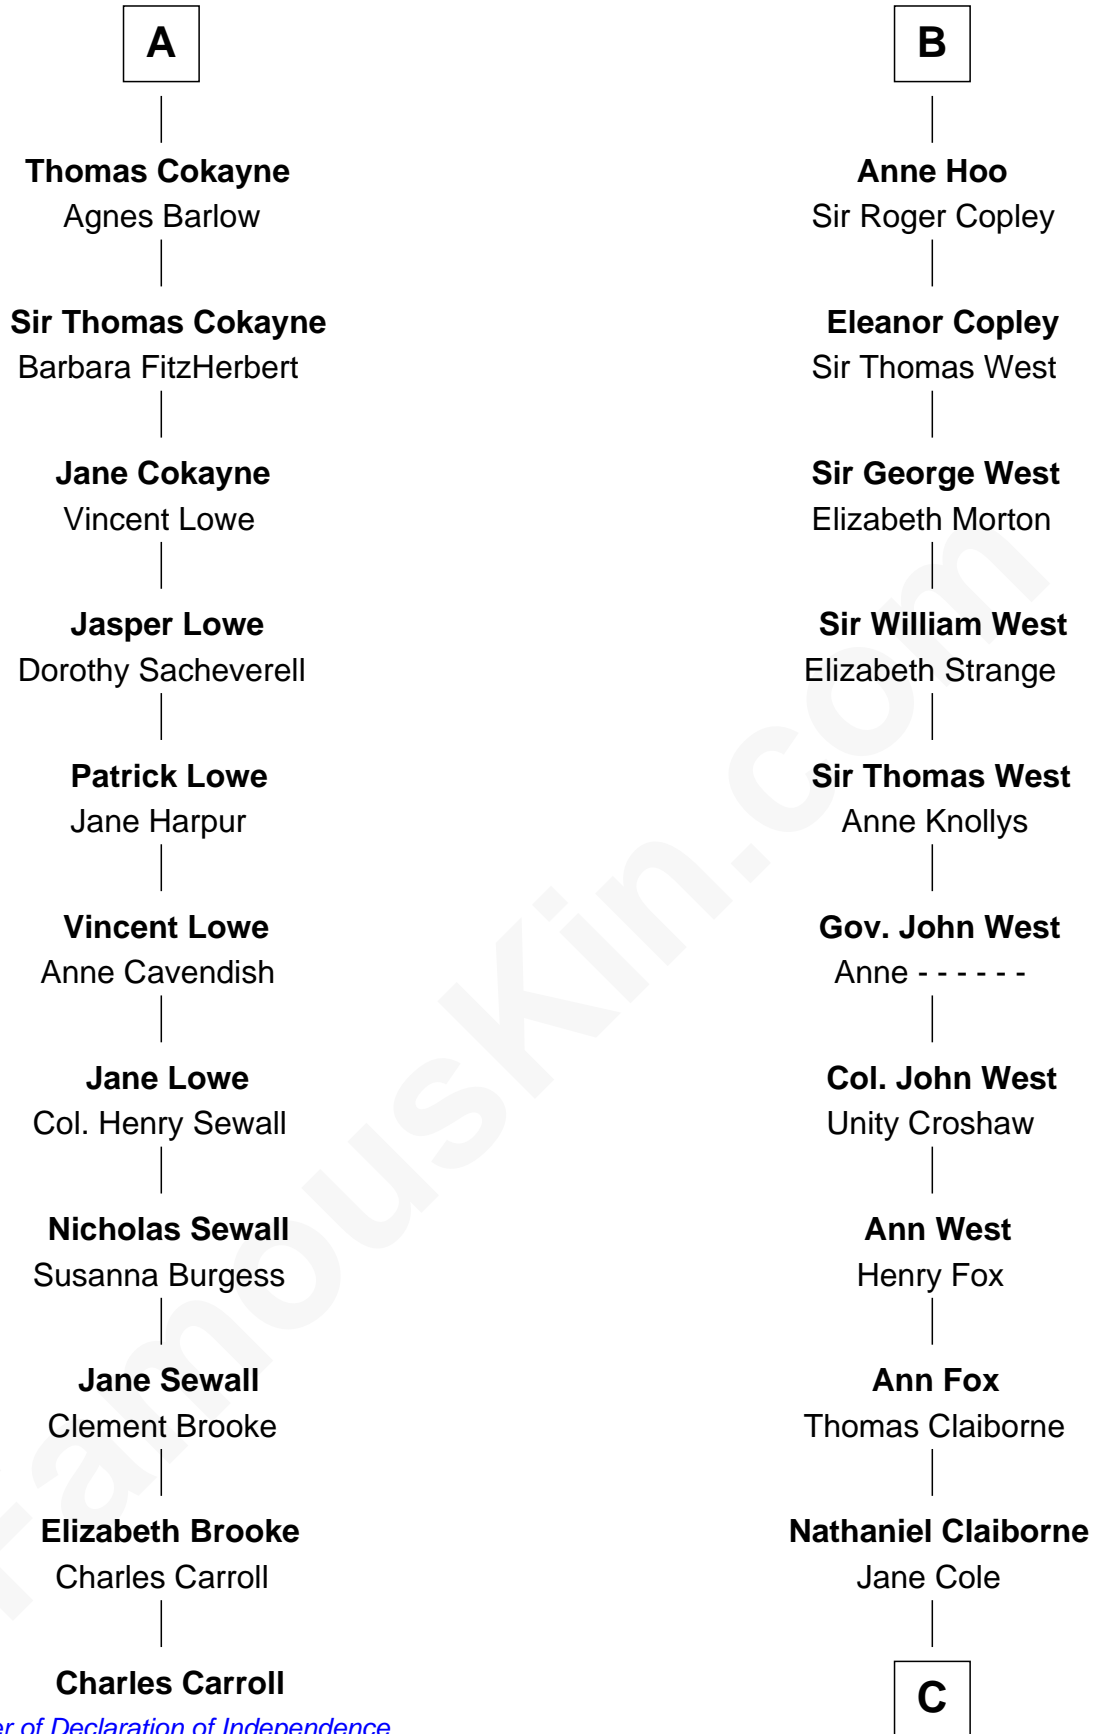 A
Thomas Cokayne
Agnes Barlow
Sir Thomas Cokayne
Barbara FitzHerbert
Jane Cokayne
Vincent Lowe
Jasper Lowe
Dorothy Sacheverell
Patrick Lowe
Jane Harpur
Vincent Lowe
Anne Cavendish
Jane Lowe
Col. Henry Sewall
Nicholas Sewall
Susanna Burgess
Jane Sewall
Clement Brooke
Elizabeth Brooke
Charles Carroll
Charles Carroll
of Declaration of Independence
B
Anne Hoo
Sir Roger Copley
Eleanor Copley
Sir Thomas West
Sir George West
Elizabeth Morton
Sir William West
Elizabeth Strange
Sir Thomas West
Anne Knollys
Gov. John West
Anne - - - - - -
Col. John West
Unity Croshaw
Ann West
Henry Fox
Ann Fox
Thomas Claiborne
Nathaniel Claiborne
Jane Cole
C
FamousKin.com